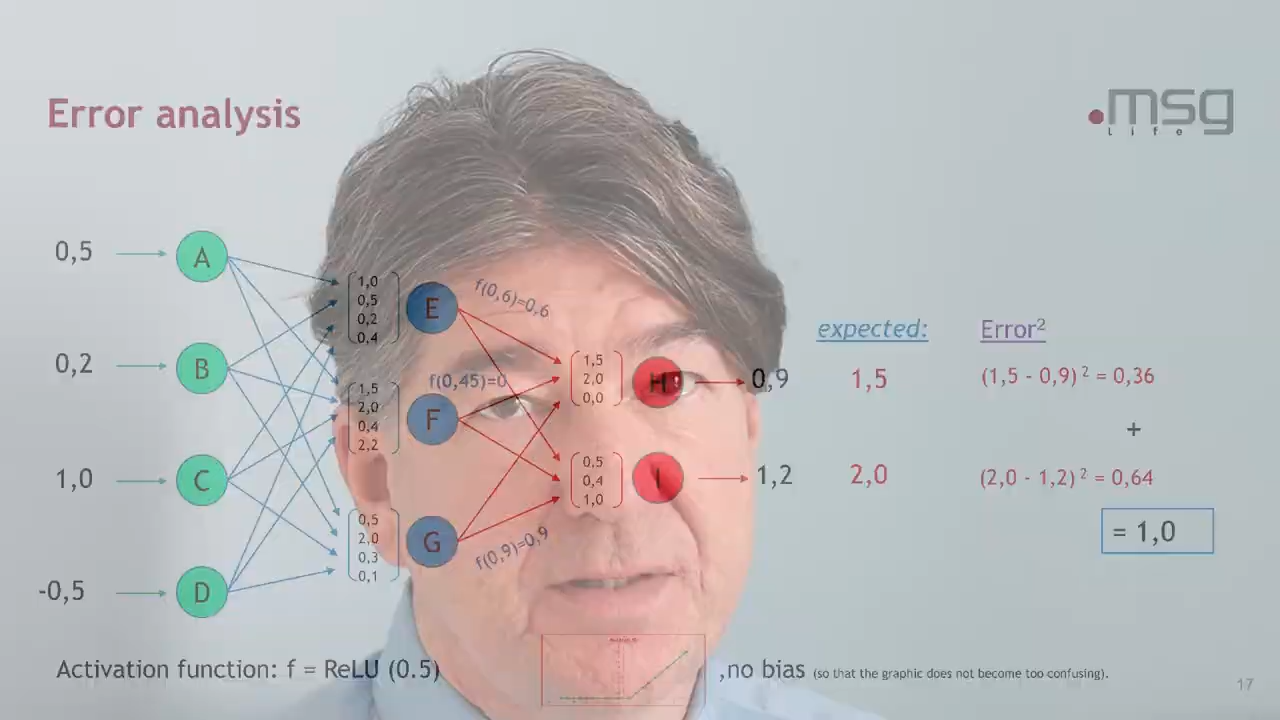 Error analysis
msg
life
0,5
A
0,2
B
1,0
C
-0,5
D
1,0
0,5
0,2
0,4
E
f(0,6)=0,6
1,5
2,0
0,4
2,2
F
f(0,45)=0
0,5
2,0
0,3
0,1
G
f(0,9)=0,9
1,5
2,0
0,0
H
0,9
0,5
0,4
1,0
I
1,2
expected:
1,5
2,0
Error²
(1,5 - 0,9) ² = 0,36
+
(2,0 - 1,2) ² = 0,64
= 1,0
Activation function: f = ReLU (0.5)
,no bias (so that the graphic does not become too confusing).
17